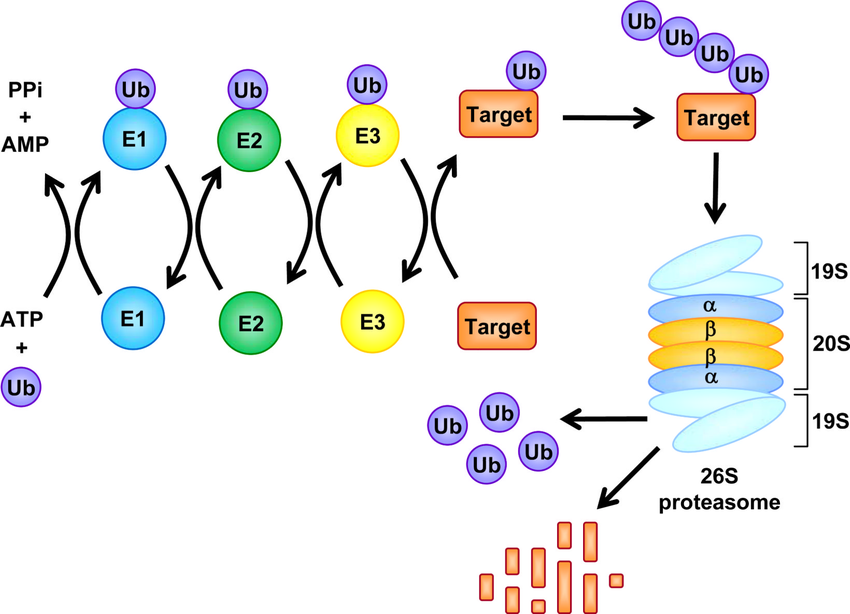 Ub
Ub
Ub
Ub
Ub
Ub
Ub
Ub
PPi
+
AMP
E1
E2
E3
Target
Target
19S
ATP
+
Ub
E1
E2
E3
Target
α
β
β
α
20S
19S
Ub
Ub
Ub
Ub
26S
proteasome